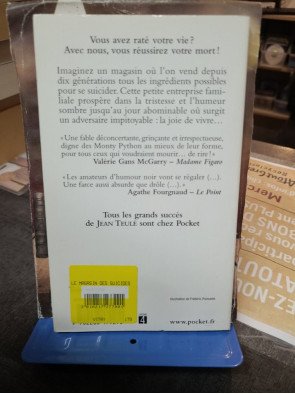 Vous avez raté votre vie ?
Avec nous, vous réussirez votre mort !
Imaginez un magasin où l'on vend depuis
dix générations tous les ingrédients possibles
pour se suicider. Cette petite entreprise fami-
liale prospère dans la tristesse et l'humeur
sombre jusqu'au jour abominable où surgit
un adversaire impitoyable : la joie de vivre…
« Une fable déconcertante, grinçante et irrespectueuse,
digne des Monty Python au mieux de leur forme,
pour tous ceux qui voudraient mourir… de rire ! »
Valérie Gans McGarry – Madame Figaro
« Les amateurs d'humour noir vont se régaler (…).
Une farce aussi absurde que drôle (…). »
Agathe Fourgnaud – Le Point
Tous les grands succès
de JEAN TEULÉ sont chez Pocket
LE MAGASIN DES SUICIDES
4
www.pocket.fr
Merc